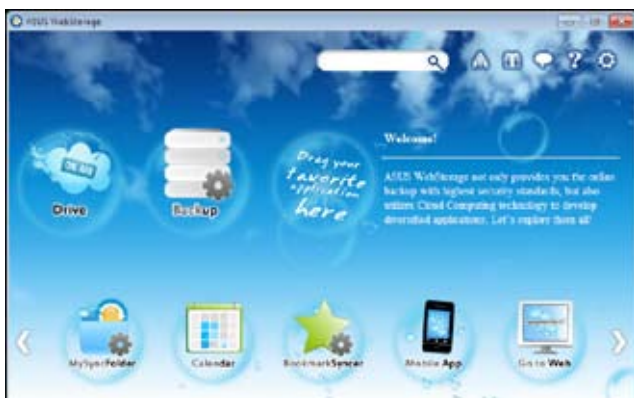 ASUS WebStorage
Welcome!
ON AIR
Drag your
favorite
application
here
ASUS WebStorage not only provides you the online
backup with highest security standards, but also
utilizes Cloud Computing technology to develop
diversified applications. Let's explore them all!
Drive
Backup
MySyncFolder
Calendar
BookmarkSyncer
Mobile App
Go to Web